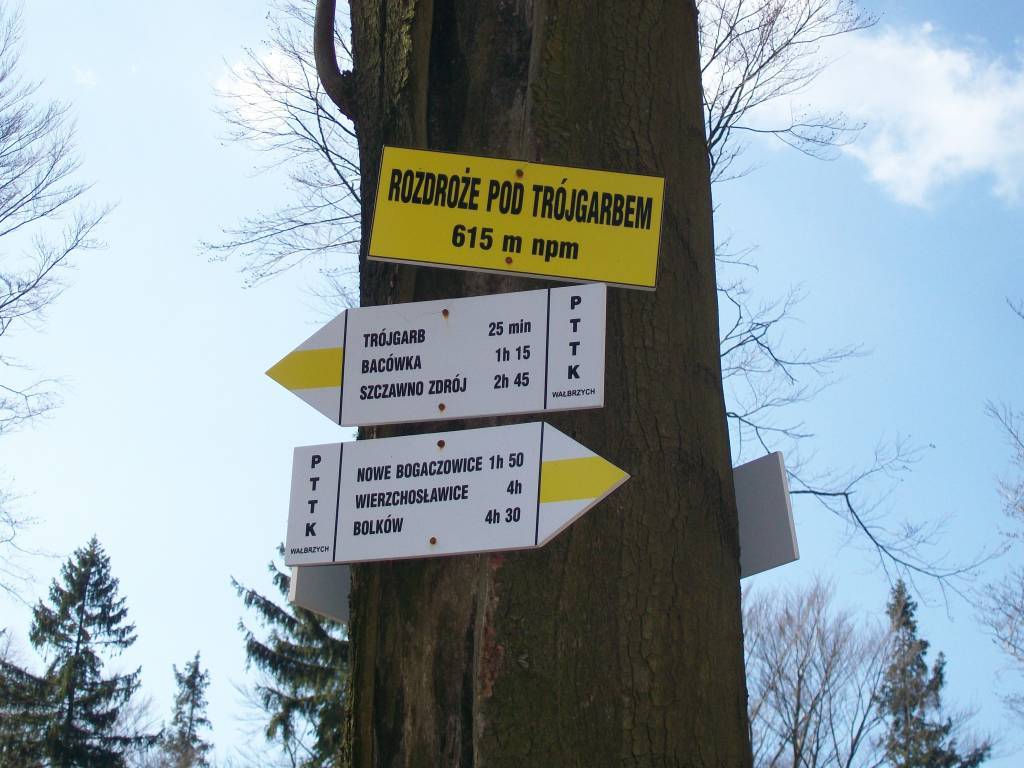 ROZDROŻE POD TRÓJGARBEM
615 m npm
TRÓJGARB 25 min
BACÓWKA 1h 15
SZCZAWNO ZDRÓJ 2h 45
PTTK
WAŁBRZYCH
PTTK
WAŁBRZYCH
NOWE BOGACZOWICE 1h 50
WIERZCHOSŁAWICE 4h
BOLKÓW 4h 30